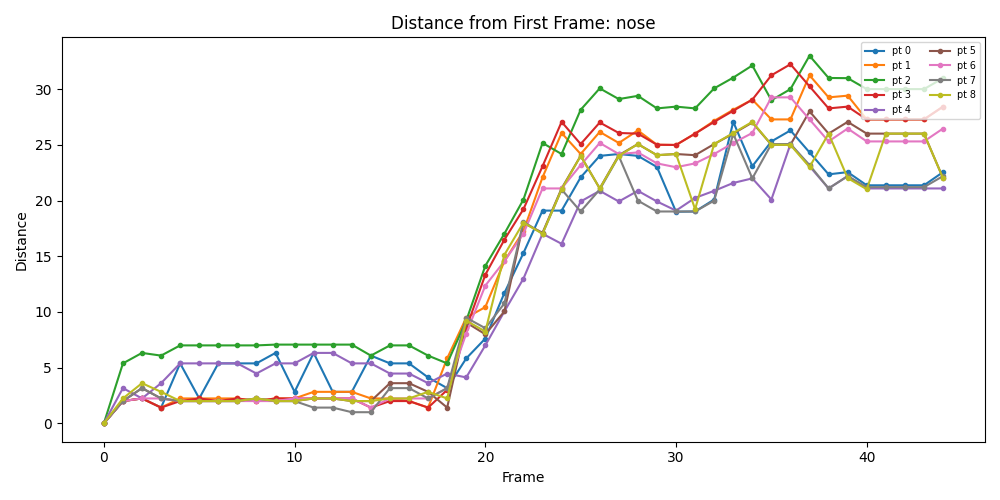 Distance from First Frame: nose
Distance
30
25
20
15
10
5
0
0 10 20 30 40
Frame
pt 0 pt 5
pt 1 pt 6
pt 2 pt 7
pt 3 pt 8
pt 4